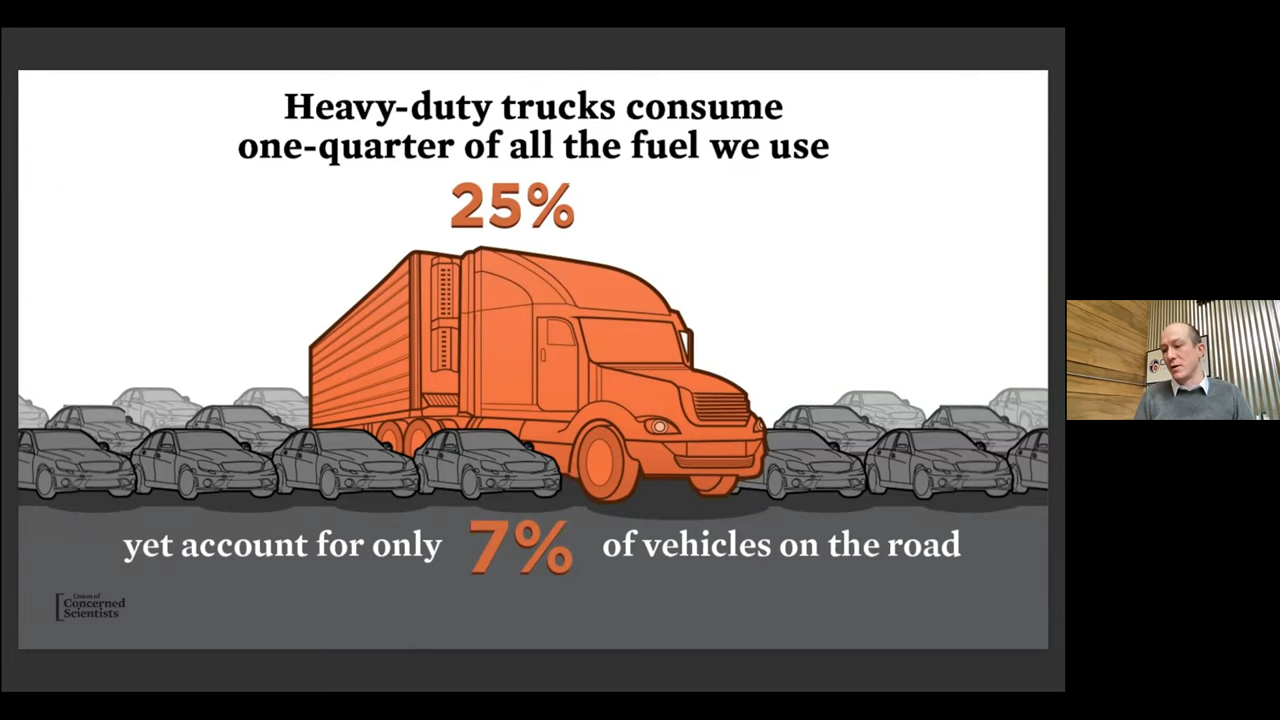 Heavy-duty trucks consume
one-quarter of all the fuel we use
25%
yet account for only 7% of vehicles on the road
Union of
Concerned
Scientists